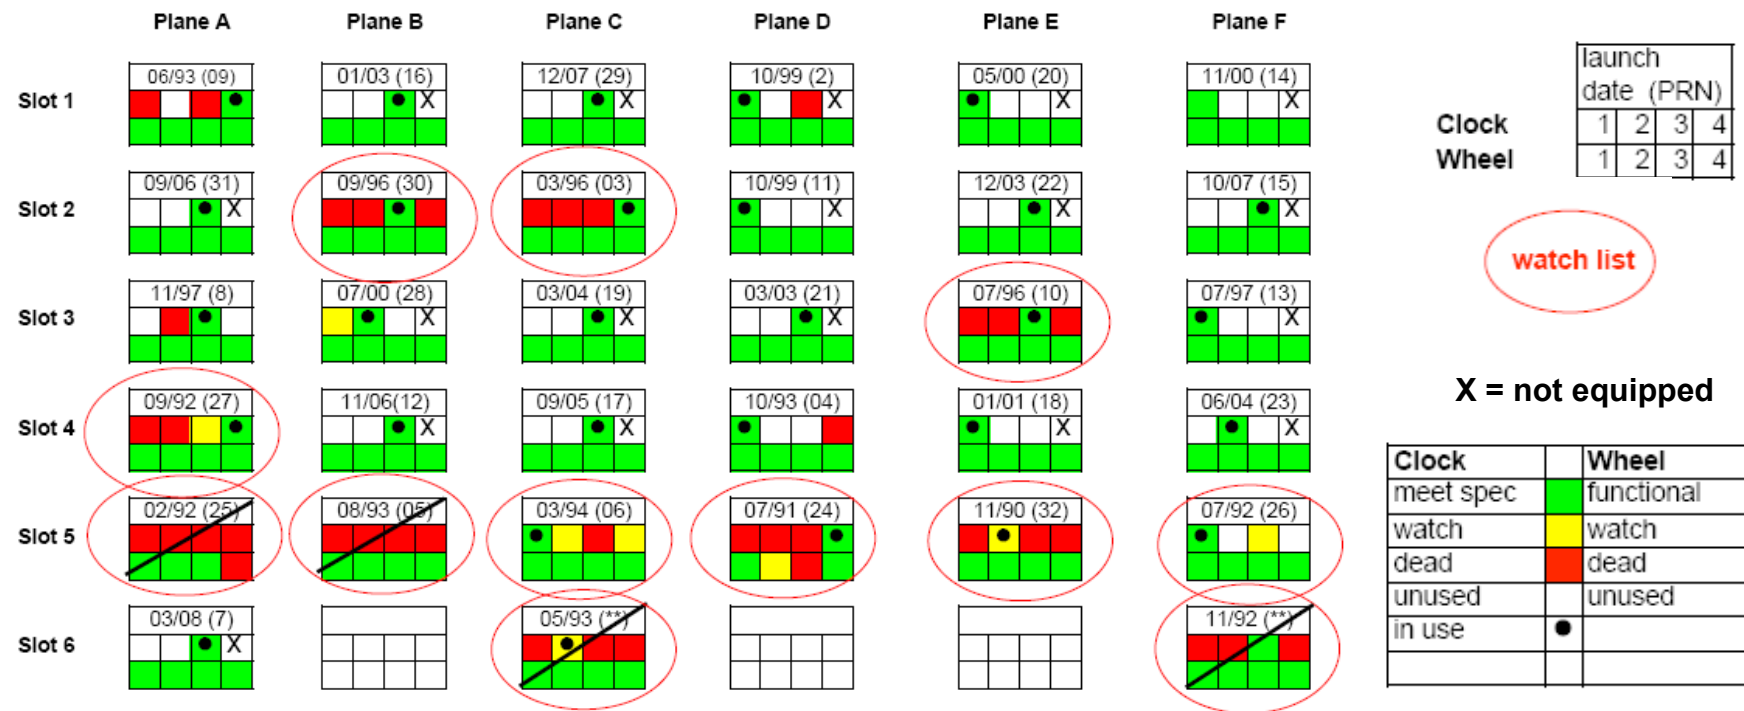 Plane A Plane B Plane C Plane D Plane E Plane F
Slot 1 06/93 (09) 01/03 (16) 12/07 (29) 10/99 (2) 05/00 (20) 11/00 (14)
X X X X X
Slot 2 09/06 (31) 09/96 (30) 03/96 (03) 10/99 (11) 12/03 (22) 10/07 (15)
X X X X
Slot 3 11/97 (8) 07/00 (28) 03/04 (19) 03/03 (21) 07/96 (10) 07/97 (13)
X X X X
Slot 4 09/92 (27) 11/06(12) 09/05 (17) 10/93 (04) 01/01 (18) 06/04 (23)
X X X X
Slot 5 02/92 (25) 08/93 (05) 03/94 (06) 07/91 (24) 11/90 (32) 07/92 (26)
Slot 6 03/08 (7) 05/93 (**) 11/92 (**)
X
launch
date (PRN)
Clock 1 2 3 4
Wheel 1 2 3 4
watch list
X = not equipped
Clock Wheel
meet spec functional
watch watch
dead dead
unused unused
in use